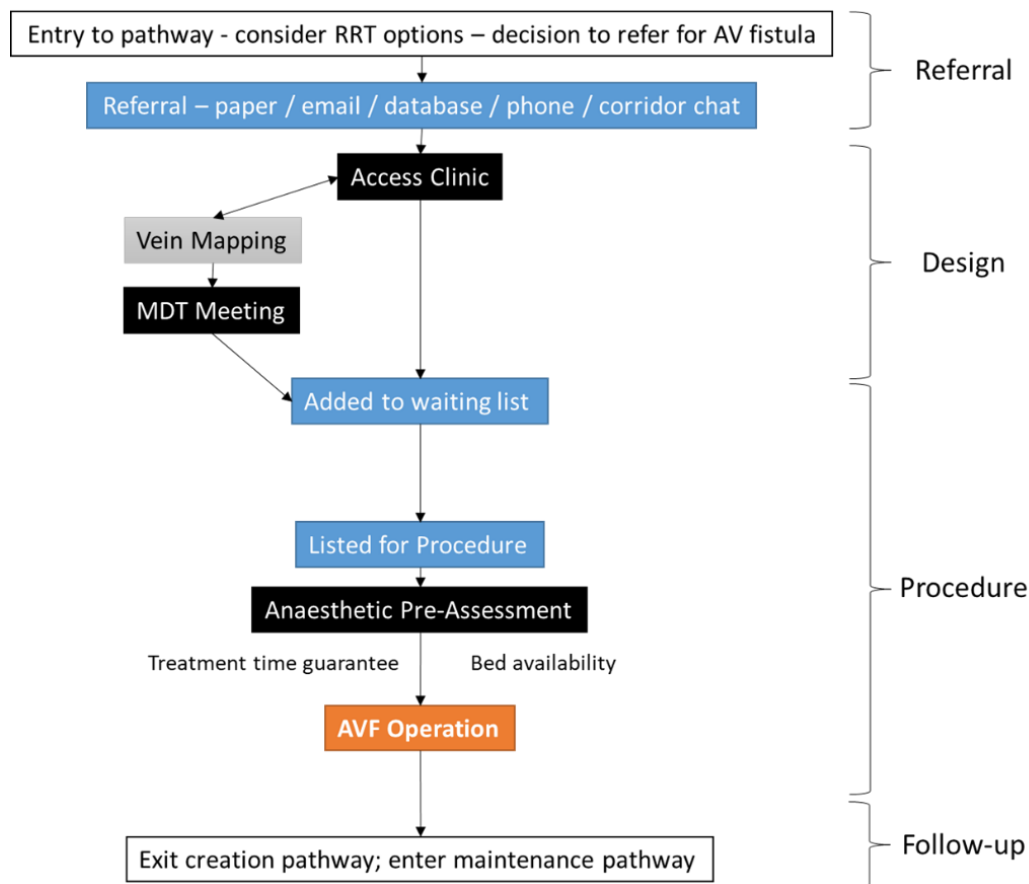 Entry to pathway - consider RRT options – decision to refer for AV fistula
Referral
Referral – paper / email / database / phone / corridor chat
Access Clinic
Vein Mapping
Design
MDT Meeting
Added to waiting list
Listed for Procedure
Procedure
Anaesthetic Pre-Assessment
Treatment time guarantee
Bed availability
AVF Operation
Follow-up
Exit creation pathway; enter maintenance pathway